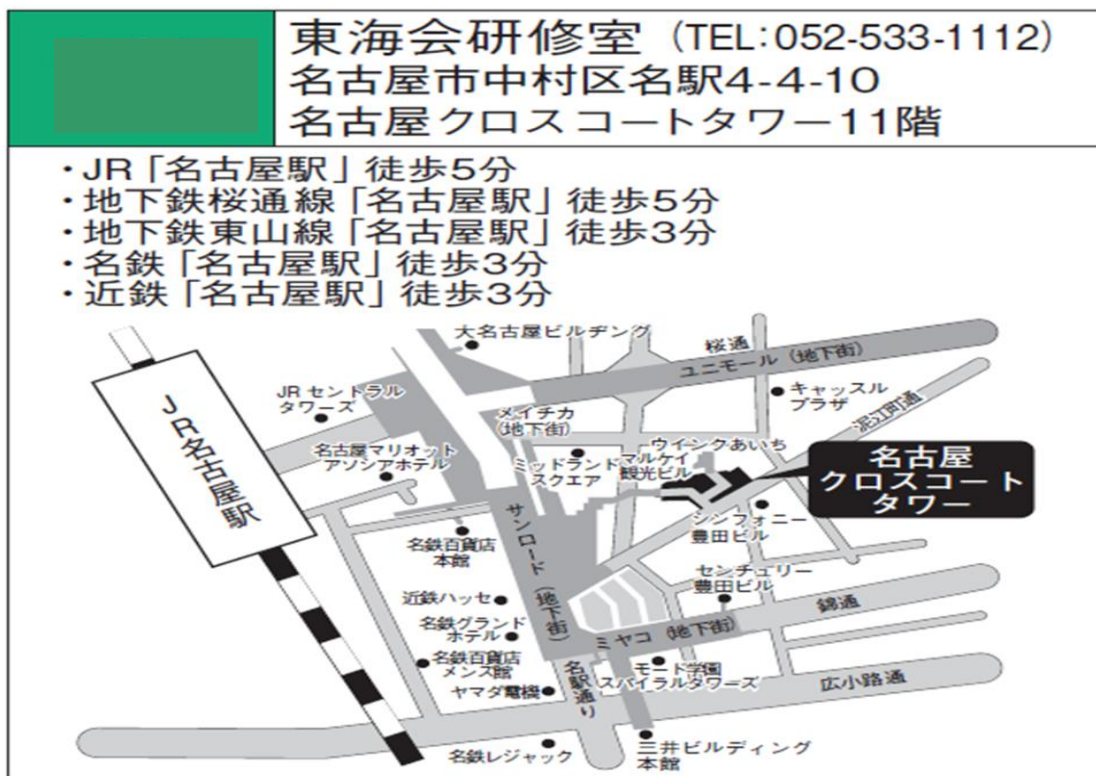 東海会研修室 (TEL:052-533-1112)
名古屋市中村区名駅4-4-10
名古屋クロスコートタワー11階
・JR「名古屋駅」徒歩5分
・地下鉄桜通線「名古屋駅」徒歩5分
・地下鉄東山線「名古屋駅」徒歩3分
・名鉄「名古屋駅」徒歩3分
・近鉄「名古屋駅」徒歩3分
大名古屋ビルヂング
桜通
ユニモール(地下街)
JR名古屋駅
JRセントラル
タワーズ
メイチカ
(地下街)
キャッスル
プラザ
泥江町通
名古屋マリオット
アソシアホテル
ミッドランド
スクエア
ウインクあいち
マルケイ
観光ビル
名古屋
クロスコート
タワー
サンロード(地下街)
名鉄百貨店
本館
シンフォニー
豊田ビル
センチュリー
豊田ビル
近鉄ハッセ
名鉄グランド
ホテル
ミヤコ(地下街)
錦通
名鉄百貨店
メンズ館
モード学園
スパイラルタワーズ
ヤマダ電機
名駅通り
広小路通
名鉄レジャック
三井ビルディング
本館